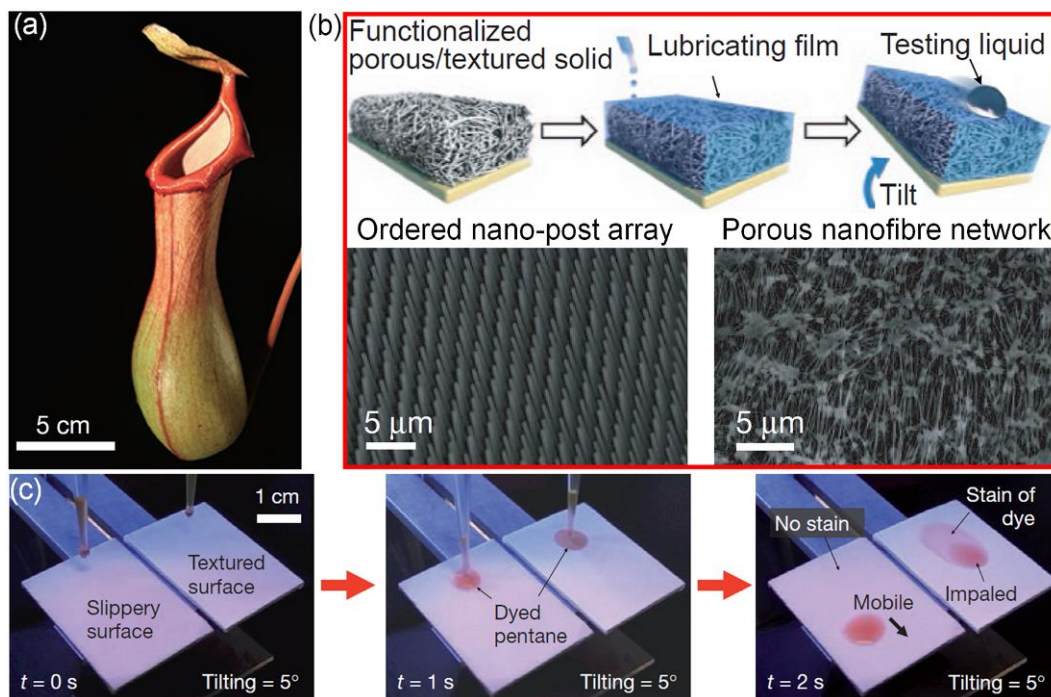 (a)
5 cm
(b)
Functionalized
porous/textured solid
Lubricating film
Testing liquid
Tilt
Ordered nano-post array
Porous nanofibre network
5 μm
5 μm
(c)
1 cm
Textured
surface
Slippery
surface
t = 0 s
Tilting = 5°
Dyed
pentane
t = 1 s
Tilting = 5°
No stain
Stain of
dye
Mobile
Impaled
t = 2 s
Tilting = 5°